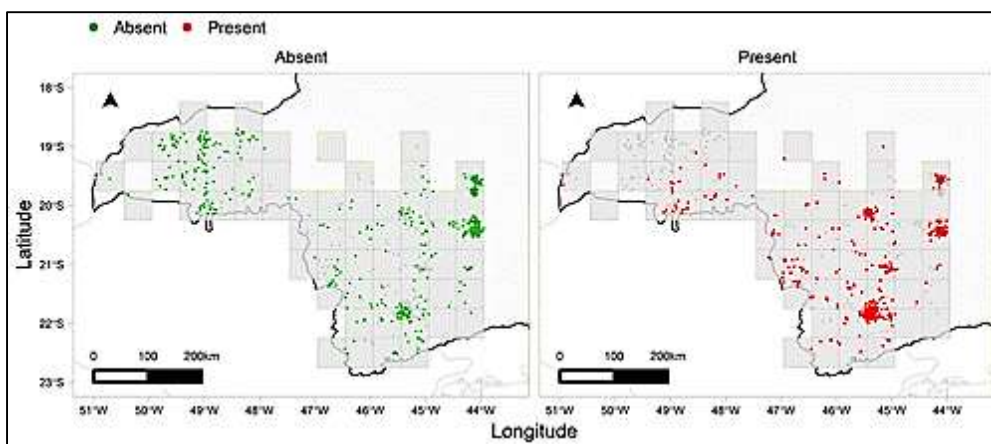 Absent Present
Absent Present
18°S
19°S
20°S
21°S
22°S
23°S
Latitude
0 100 200km
0 100 200km
51°W 50°W 49°W 48°W 47°W 46°W 45°W 44°W
51°W 50°W 49°W 48°W 47°W 46°W 45°W 44°W
Longitude